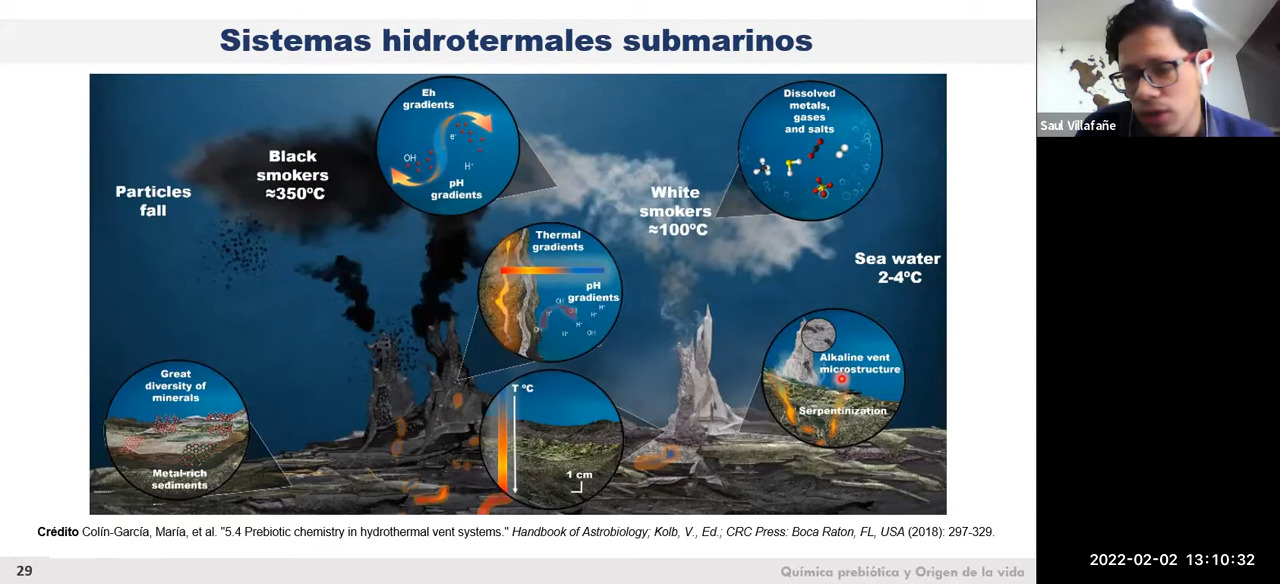 Sistemas hidrotermales submarinos
Eh
gradients
OH
e-
H+
pH
gradients
Dissolved
metals,
gases
and salts
Black
smokers
≈350ºC
Particles
fall
White
smokers
≈100ºC
Thermal
gradients
pH
gradients
Sea water
2-4ºC
Great
diversity of
minerals
Metal-rich
sediments
T ºC
1 cm
Alkaline vent
microstructure
Serpentinization
Crédito Colín-García, María, et al. "5.4 Prebiotic chemistry in hydrothermal vent systems." Handbook of Astrobiology; Kolb, V., Ed.; CRC Press: Boca Raton, FL, USA (2018): 297-329.
29
Química prebiótica y Origen de la vida
Saul Villafañe
2022-02-02 13:10:32